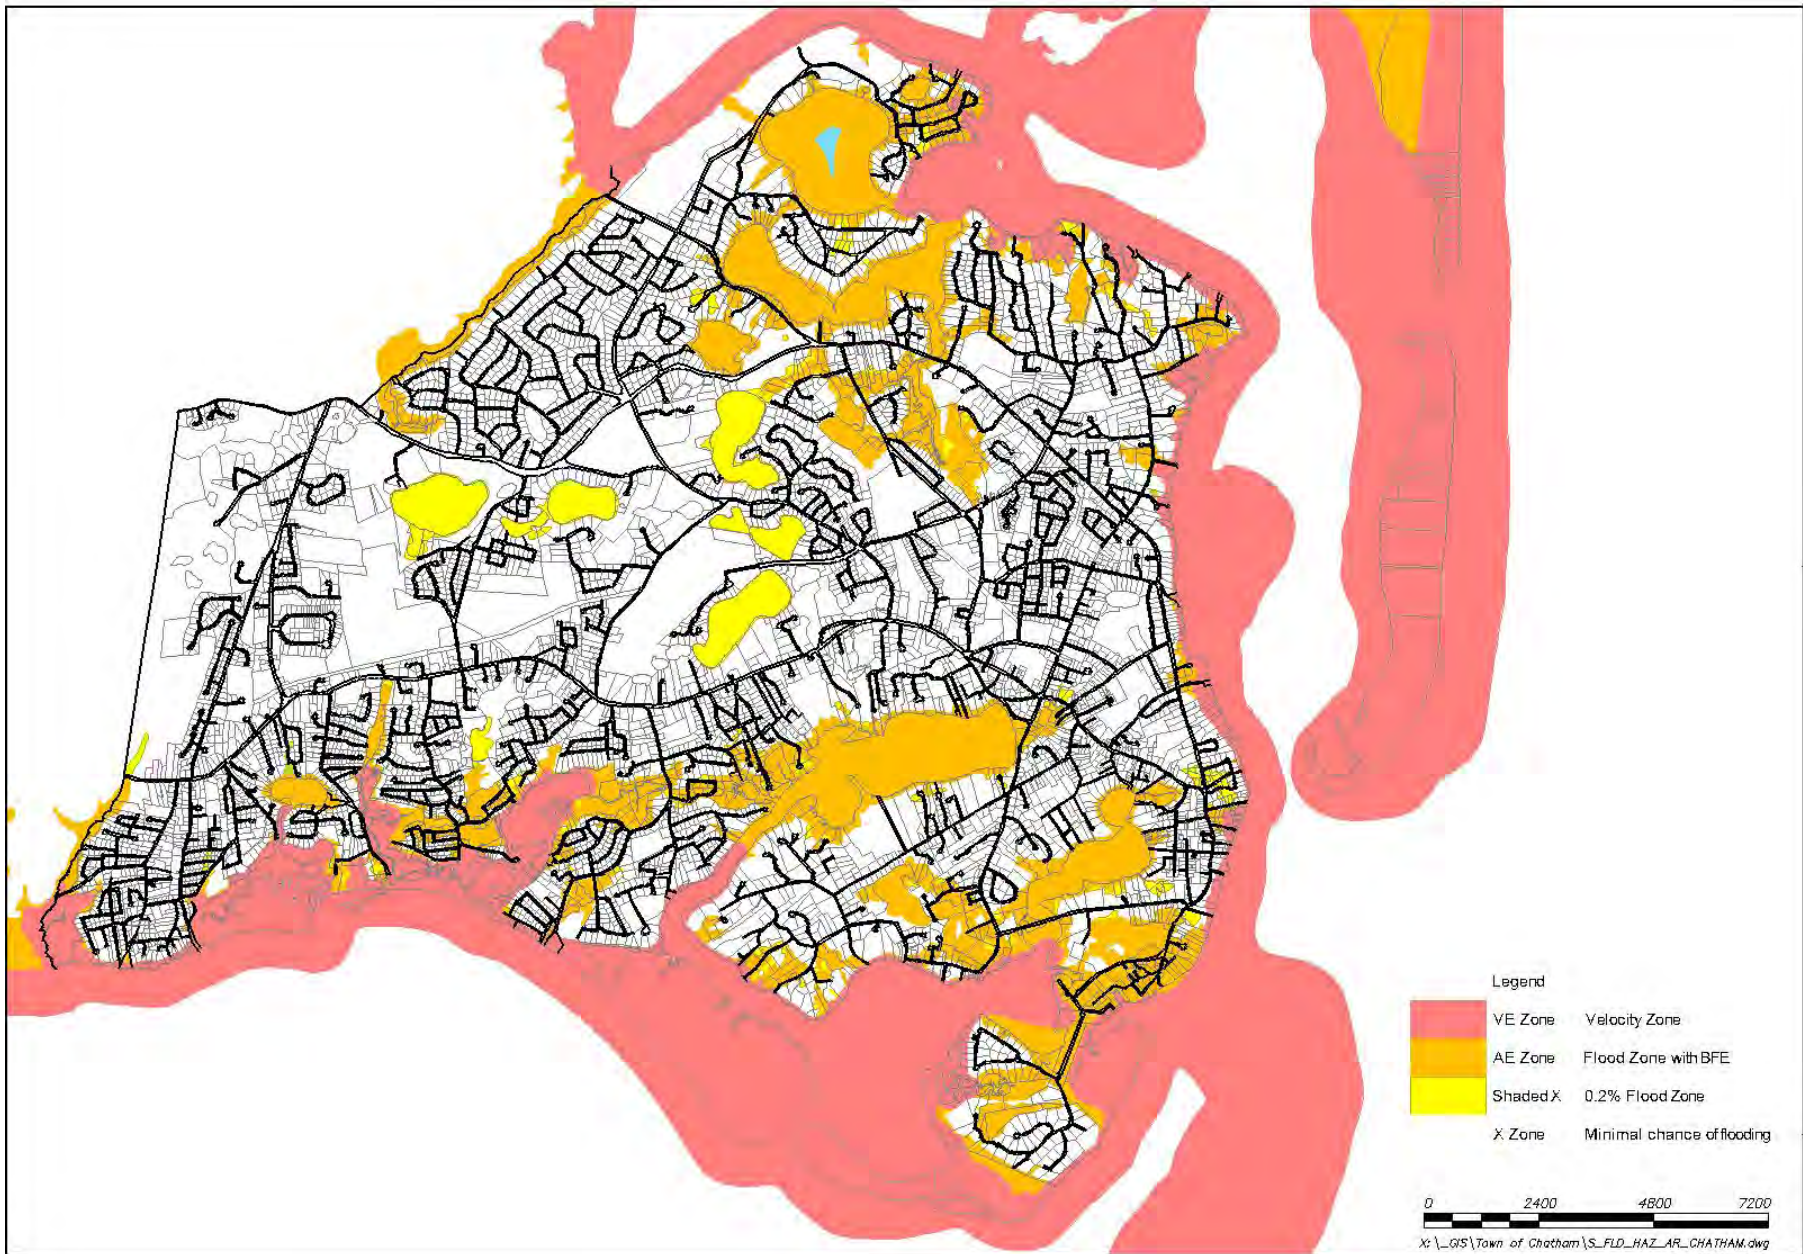 Legend
VE Zone Velocity Zone
AE Zone Flood Zone with BFE
Shaded X 0.2% Flood Zone
X Zone Minimal chance of flooding
0 2400 4800 7200
X:\_GIS\Town of Chatham\S_FLD_HAZ_AR_CHATHAM.dwg